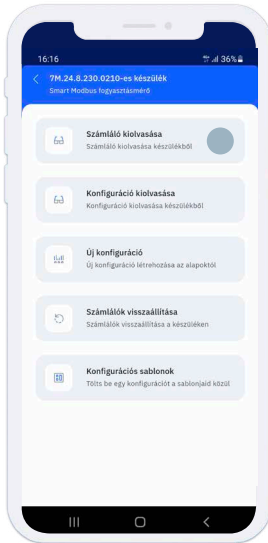 16:16
36%
7M.24.8.230.0210-es készülék
Smart Modbus fogyasztásmérő
Számláló kiolvasása
Számláló kiolvasása készülékből
Konfiguráció kiolvasása
Konfiguráció kiolvasása készülékből
Új konfiguráció
Új konfiguráció létrehozása az alapoktól
Számlálók visszaállítása
Számlálók visszaállítása a készüléken
Konfigurációs sablonok
Tölts be egy konfigurációt a sablonjaid közül